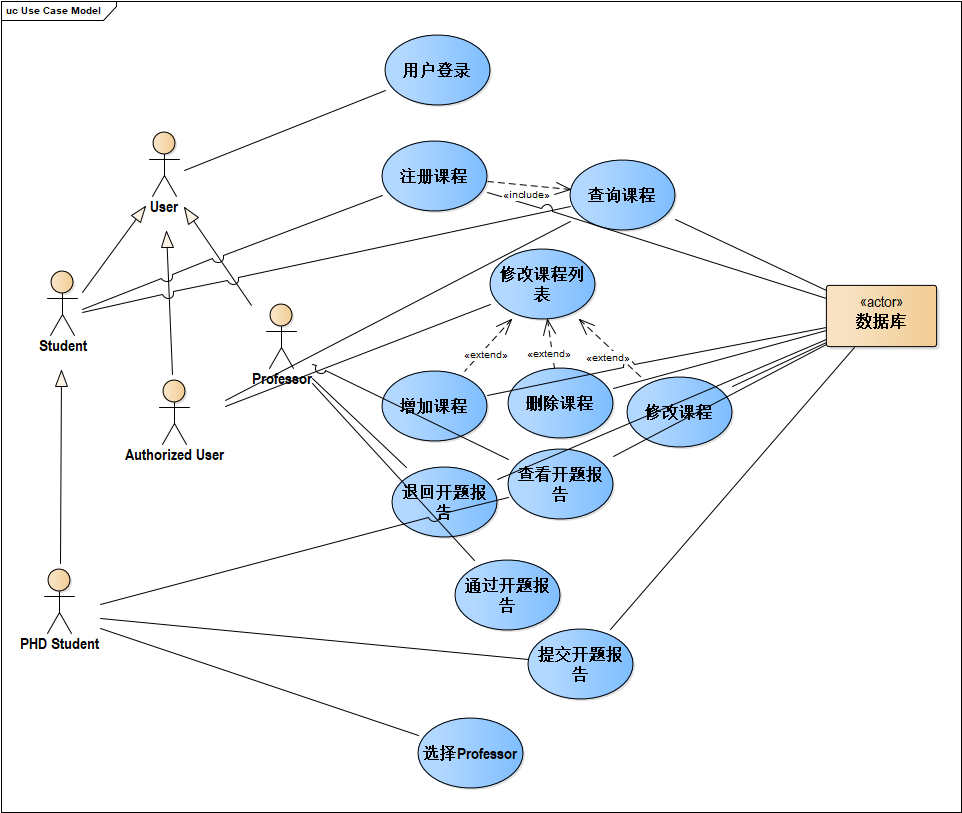 uc Use Case Model
用户登录
注册课程
«include»
查询课程
User
修改课程列
表
«actor»
数据库
Student
Professor
«extend»
«extend»
«extend»
增加课程
删除课程
修改课程
Authorized User
退回开题报
告
查看开题报
告
通过开题报
告
PHD Student
提交开题报
告
选择Professor